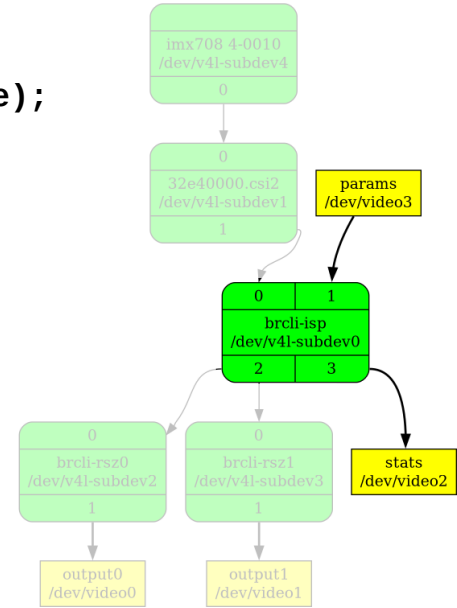 imx708 4-0010
/dev/v4l-subdev4
0
e);
0
32e40000.csi2
/dev/v4l-subdev1
1
params
/dev/video3
0 1
brcli-isp
/dev/v4l-subdev0
2 3
0
brcli-rsz0
/dev/v4l-subdev2
1
0
brcli-rsz1
/dev/v4l-subdev3
1
stats
/dev/video2
output0
/dev/video0
output1
/dev/video1